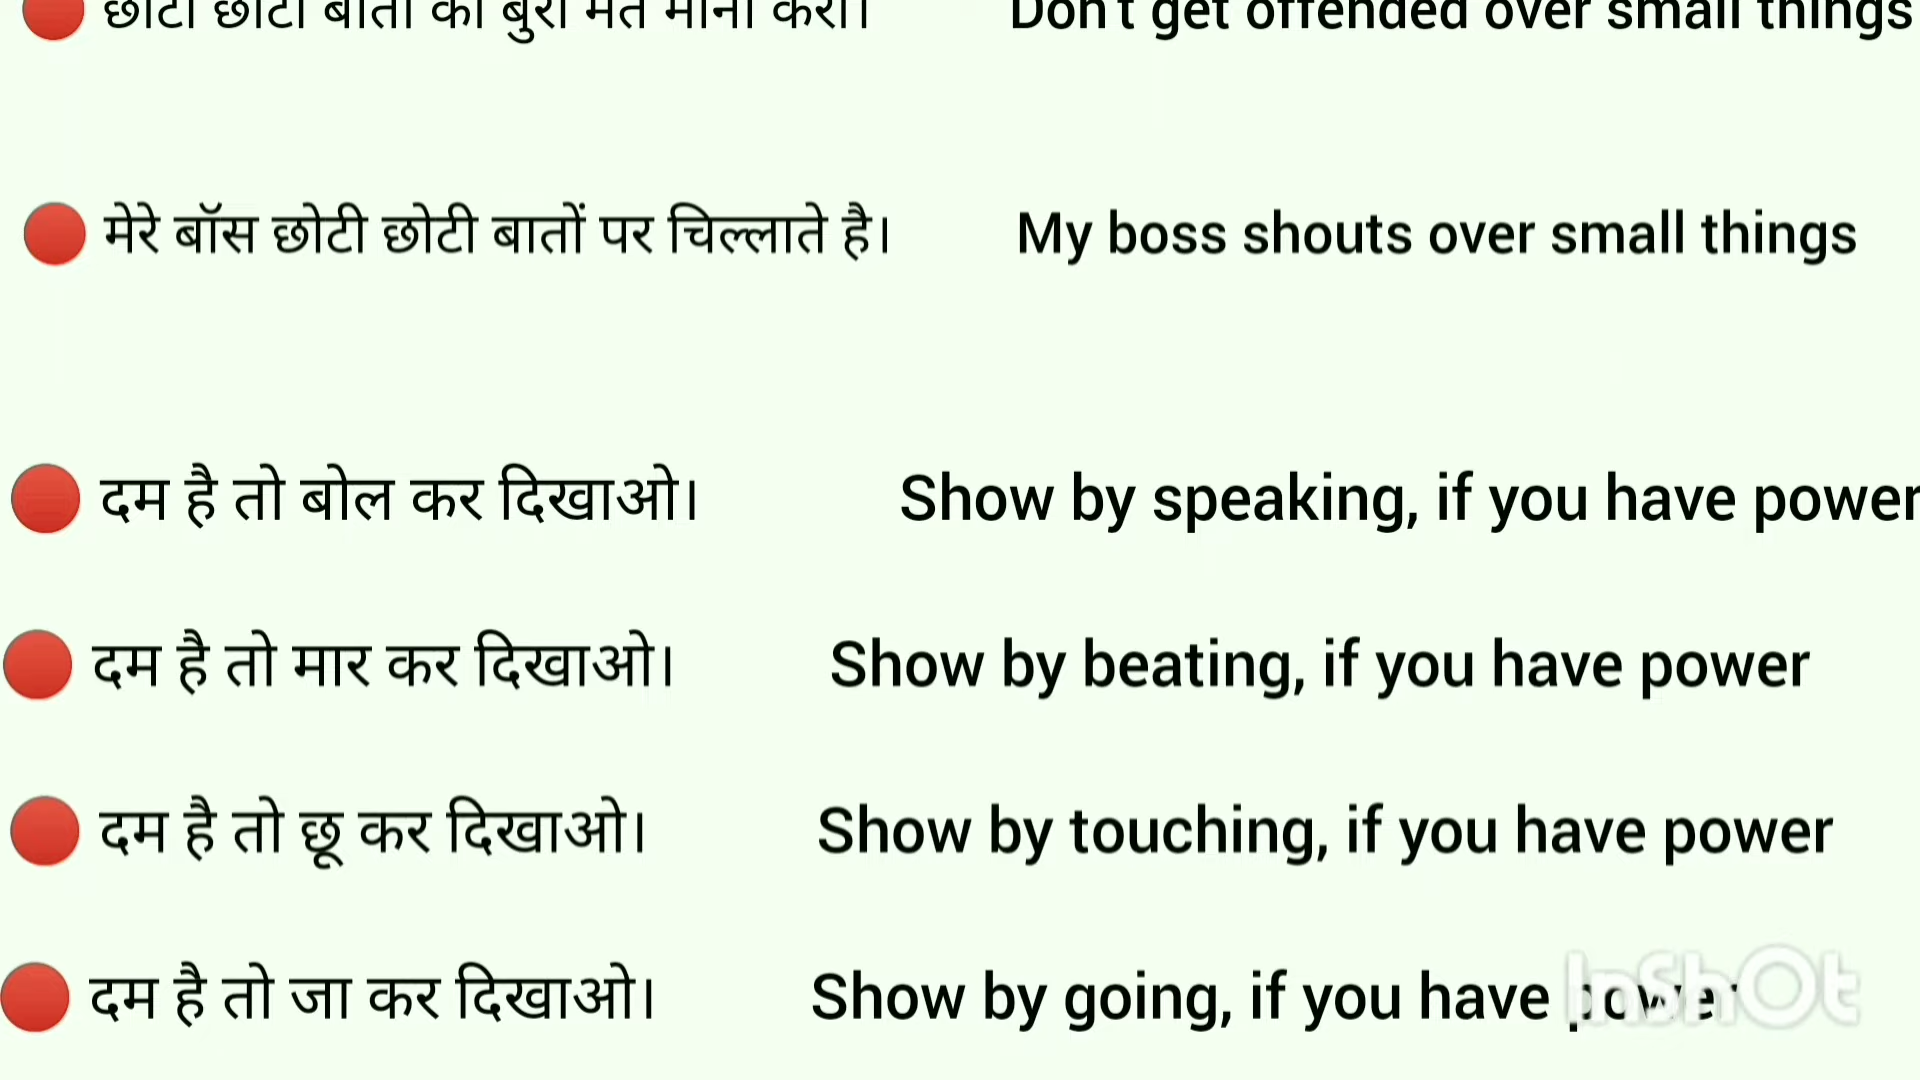 छोटी छोटी बातों का बुरा मत माना करो। Don't get offended over small things
मेरे बॉस छोटी छोटी बातों पर चिल्लाते है। My boss shouts over small things
दम है तो बोल कर दिखाओ। Show by speaking, if you have power
दम है तो मार कर दिखाओ। Show by beating, if you have power
दम है तो छू कर दिखाओ। Show by touching, if you have power
दम है तो जा कर दिखाओ। Show by going, if you have power
InShOt